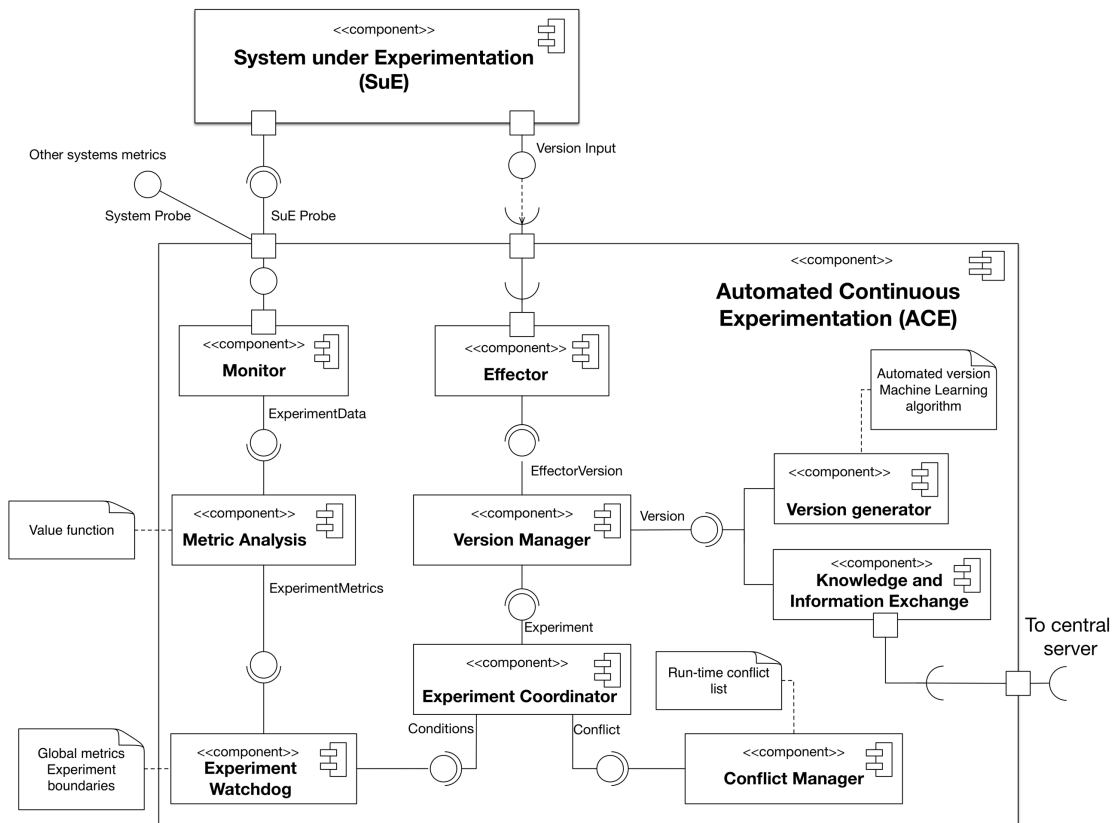 <<component>>
System under Experimentation
(SuE)
Other systems metrics
Version Input
System Probe
SuE Probe
<<component>>
Automated Continuous
Experimentation (ACE)
<<component>>
Monitor
<<component>>
Effector
Automated version
Machine Learning
algorithm
ExperimentData
EffectorVersion
<<component>>
Version generator
Value function
<<component>>
Metric Analysis
<<component>>
Version Manager
Version
<<component>>
Knowledge and
Information Exchange
ExperimentMetrics
Experiment
To central
server
<<component>>
Experiment Coordinator
Run-time conflict
list
Conditions
Conflict
Global metrics
Experiment
boundaries
<<component>>
Experiment
Watchdog
<<component>>
Conflict Manager